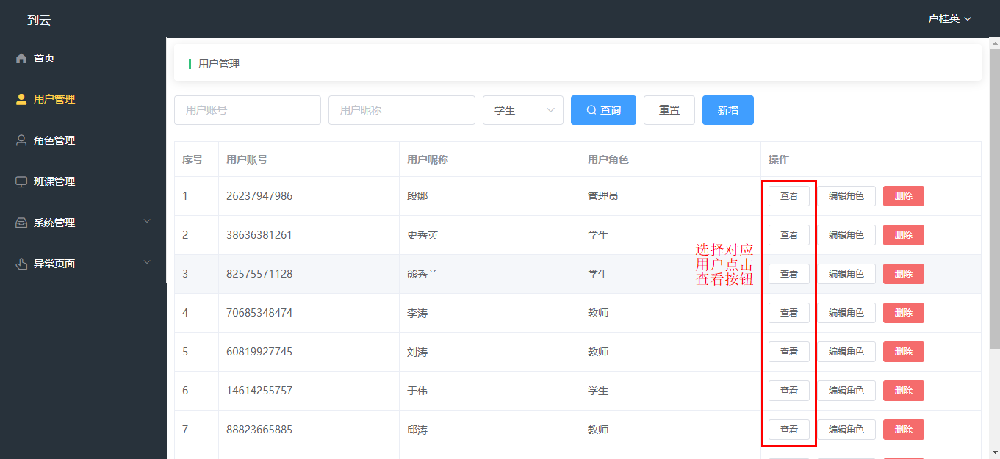 到云
卢桂英
首页
用户管理
角色管理
班课管理
系统管理
异常页面
用户管理
用户账号 用户昵称 学生 查询 重置 新增
序号 用户账号 用户昵称 用户角色 操作
1 26237947986 段娜 管理员 查看 编辑角色 删除
2 38636381261 史秀英 学生 查看 编辑角色 删除
3 82575571128 熊秀兰 学生 查看 编辑角色 删除
4 70685348474 李涛 教师 查看 编辑角色 删除
5 60819927745 刘涛 教师 查看 编辑角色 删除
6 14614255757 于伟 学生 查看 编辑角色 删除
7 88823665885 邱涛 教师 查看 编辑角色 删除
选择对应
用户点击
查看按钮